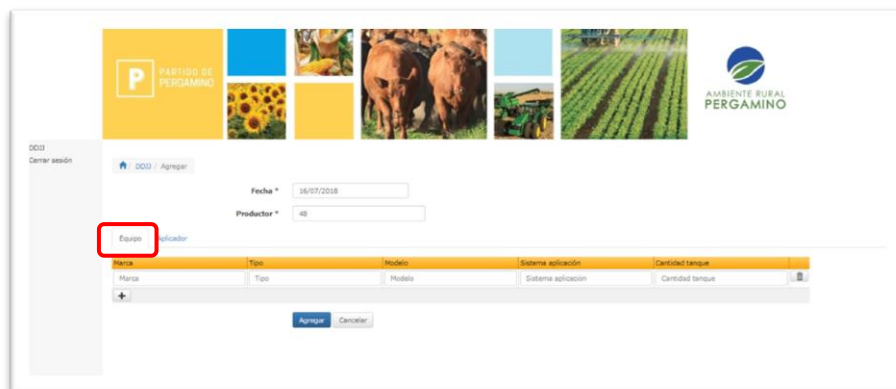 P PARTIDO DE
PERGAMINO
AMBIENTE RURAL
PERGAMINO
DDJJ
Cerrar sesión
/ DDJJ / Agregar
Fecha * 16/07/2018
Productor * 48
Equipo Aplicador
Marca Tipo Modelo Sistema aplicación Cantidad tanque
Marca Tipo Modelo Sistema aplicación Cantidad tanque
+
Agregar Cancelar